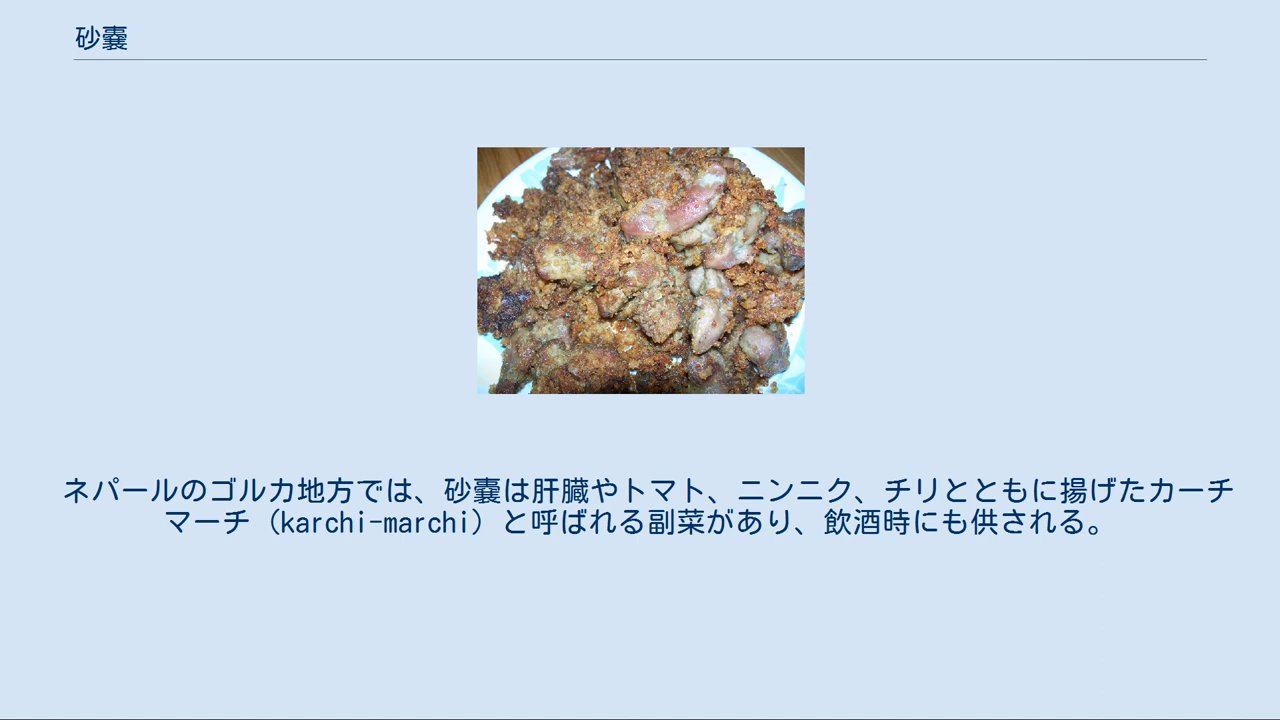 砂嚢
ネパールのゴルカ地方では、砂嚢は肝臓やトマト、ニンニク、チリとともに揚げたカーチ
マーチ（karchi-marchi）と呼ばれる副菜があり、飲酒時にも供される。